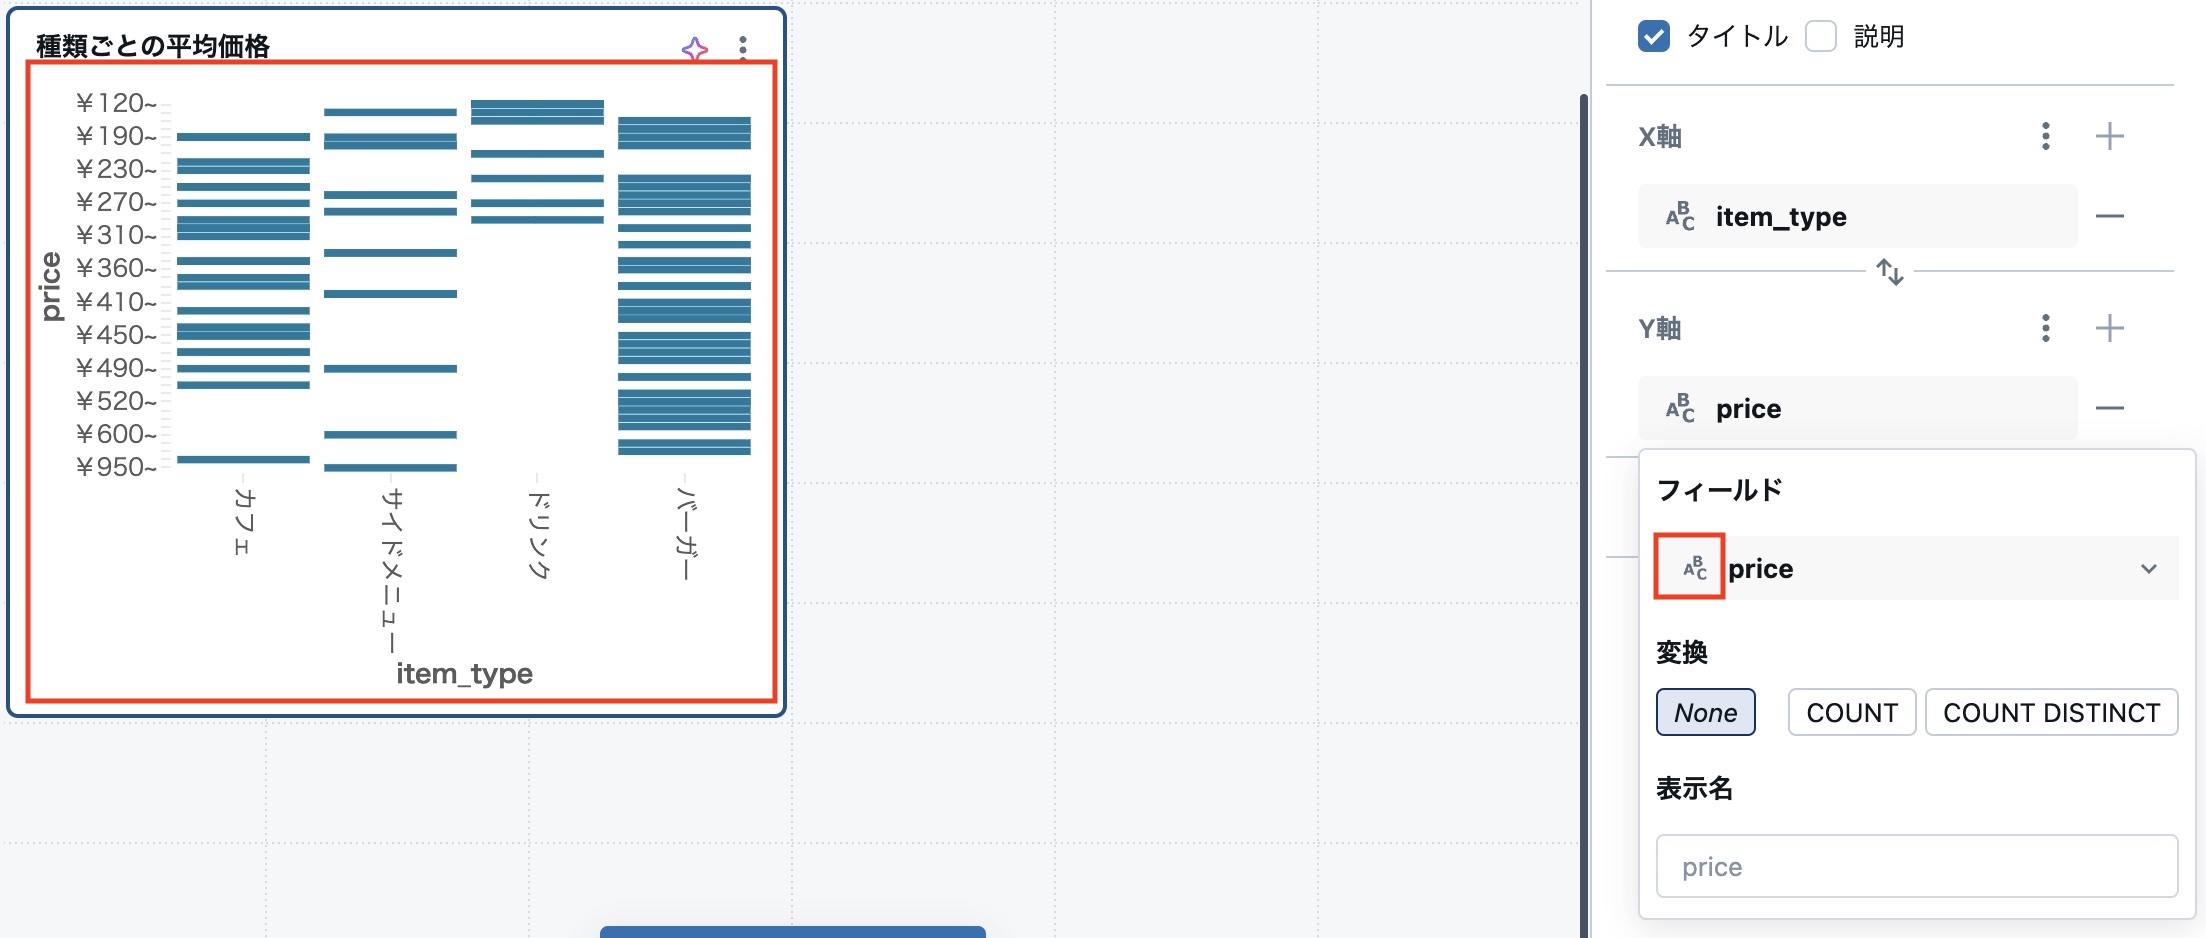 種類ごとの平均価格
¥120~
¥190~
¥230~
¥270~
¥310~
¥360~
¥410~
¥450~
¥490~
¥520~
¥600~
¥950~
price
カフェ
サイドメニュー
ドリンク
バーガー
item_type
タイトル 説明
X軸
ABC item_type
Y軸
ABC price
フィールド
ABC price
変換
None COUNT COUNT DISTINCT
表示名
price